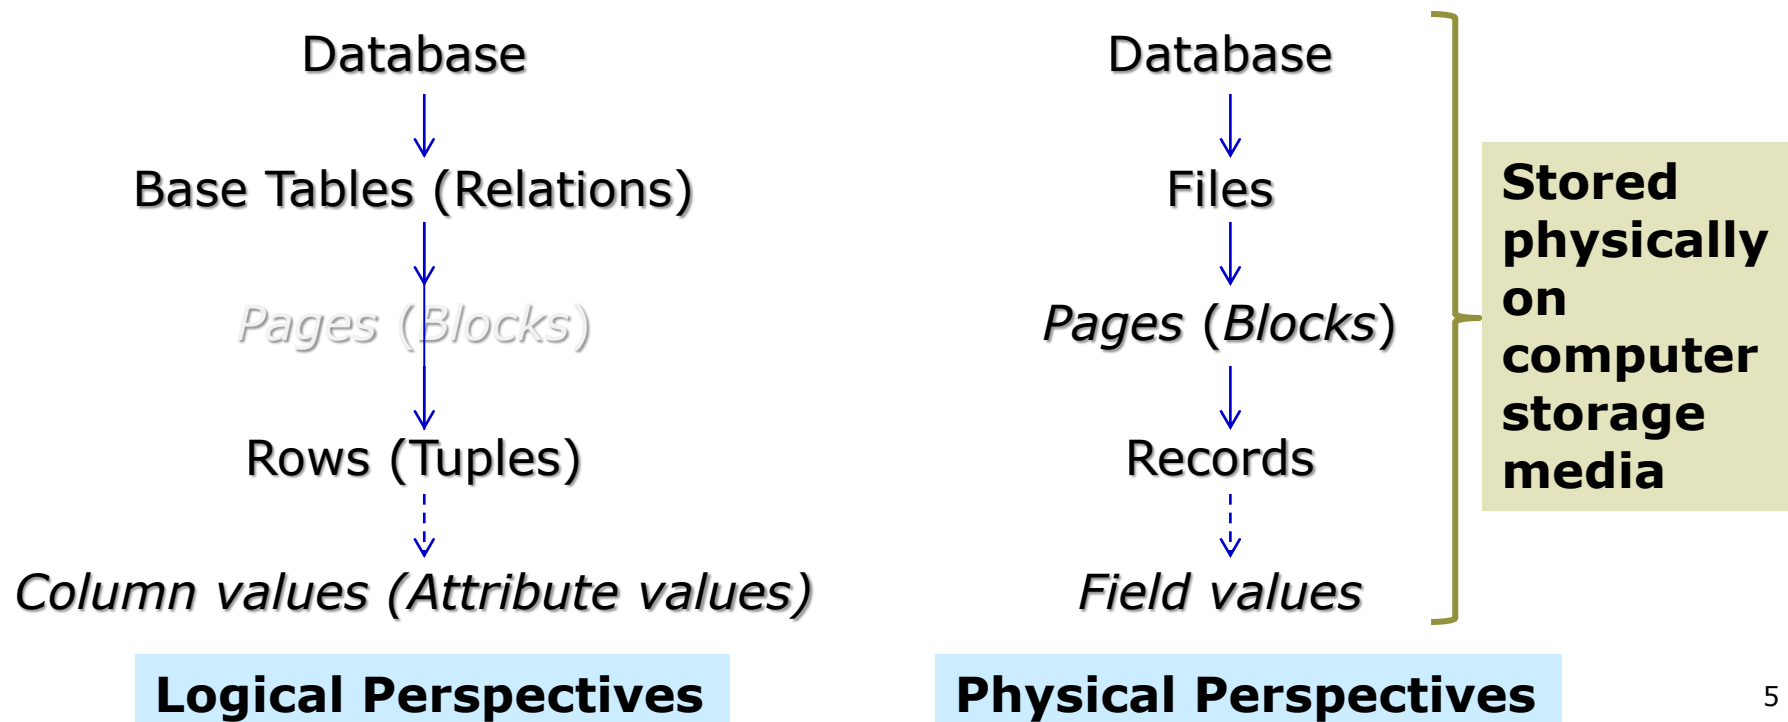 Database
Base Tables (Relations)
Pages (Blocks)
Rows (Tuples)
Column values (Attribute values)
Logical Perspectives
Database
Files
Pages (Blocks)
Records
Field values
Physical Perspectives
Stored
physically
on
computer
storage
media
5